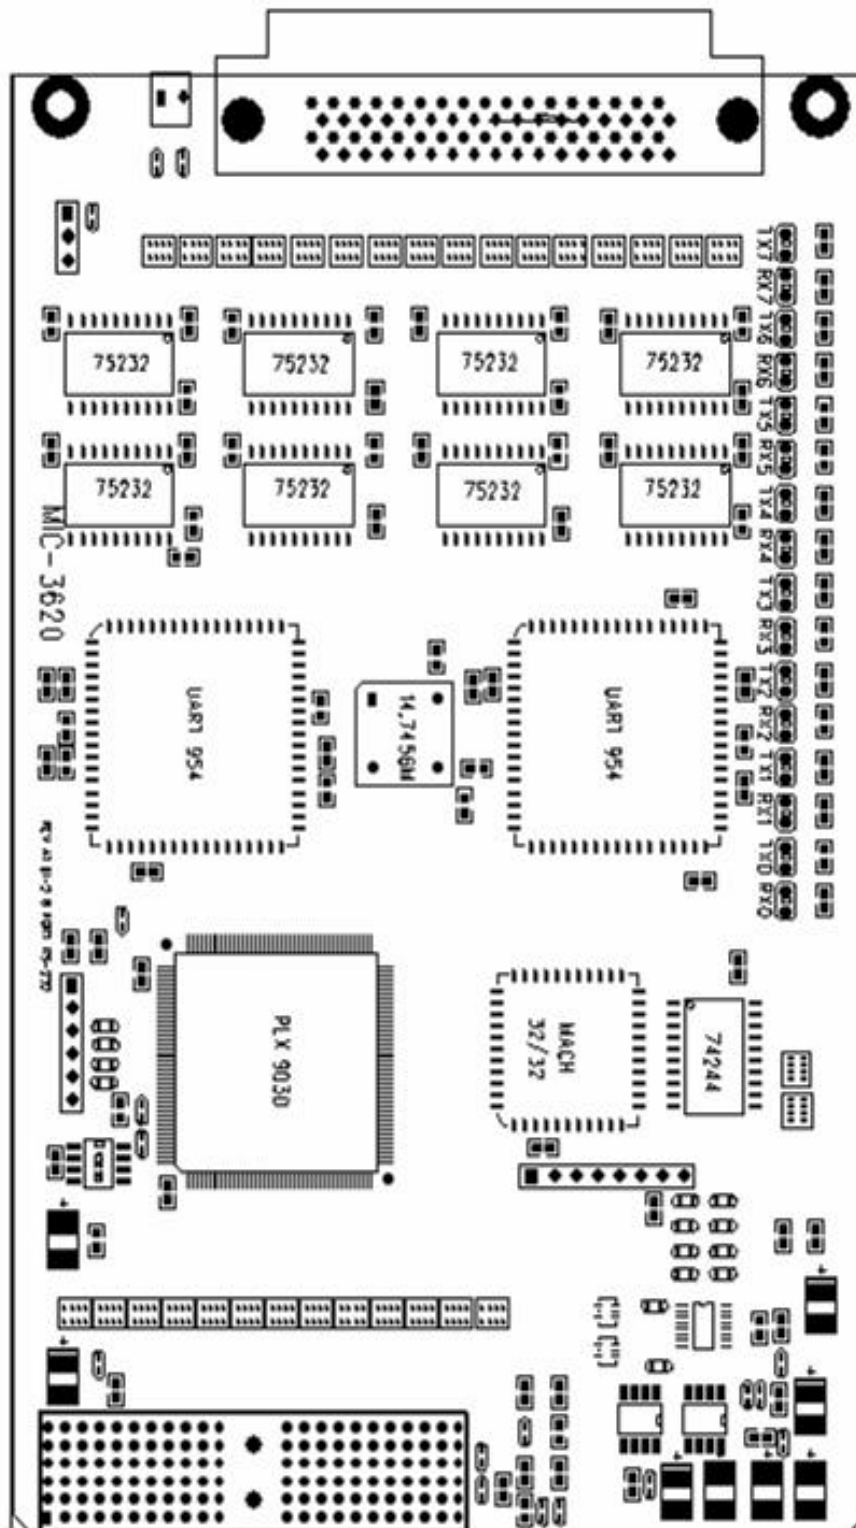 TX7
RX7
75232 75232 75232 75232
TX6
RX6
TX5
75232 75232 75232 75232
RX5
TX4
MIC-3620
RX4
TX3
RX3
UART 954
14.7456M
UART 954
TX2
RX2
TX1
RX1
TX0
RX0
PLX 9030
MACH
32/32
74244